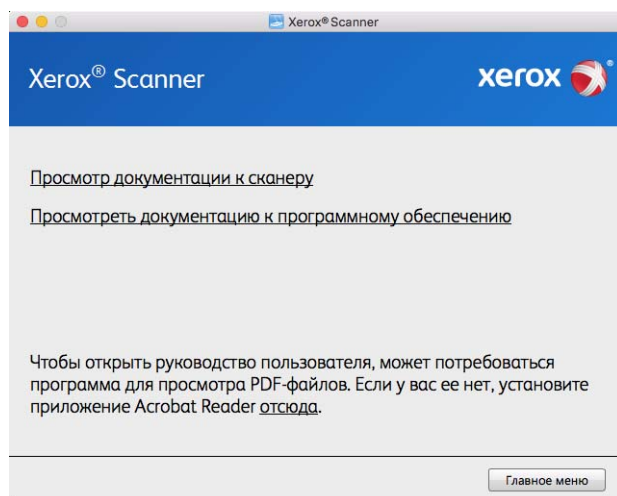 Xerox® Scanner
Xerox® Scanner
xerox
Просмотр документации к сканеру
Просмотреть документацию к программному обеспечению
Чтобы открыть руководство пользователя, может потребоваться
программа для просмотра PDF-файлов. Если у вас ее нет, установите
приложение Acrobat Reader отсюда.
Главное меню